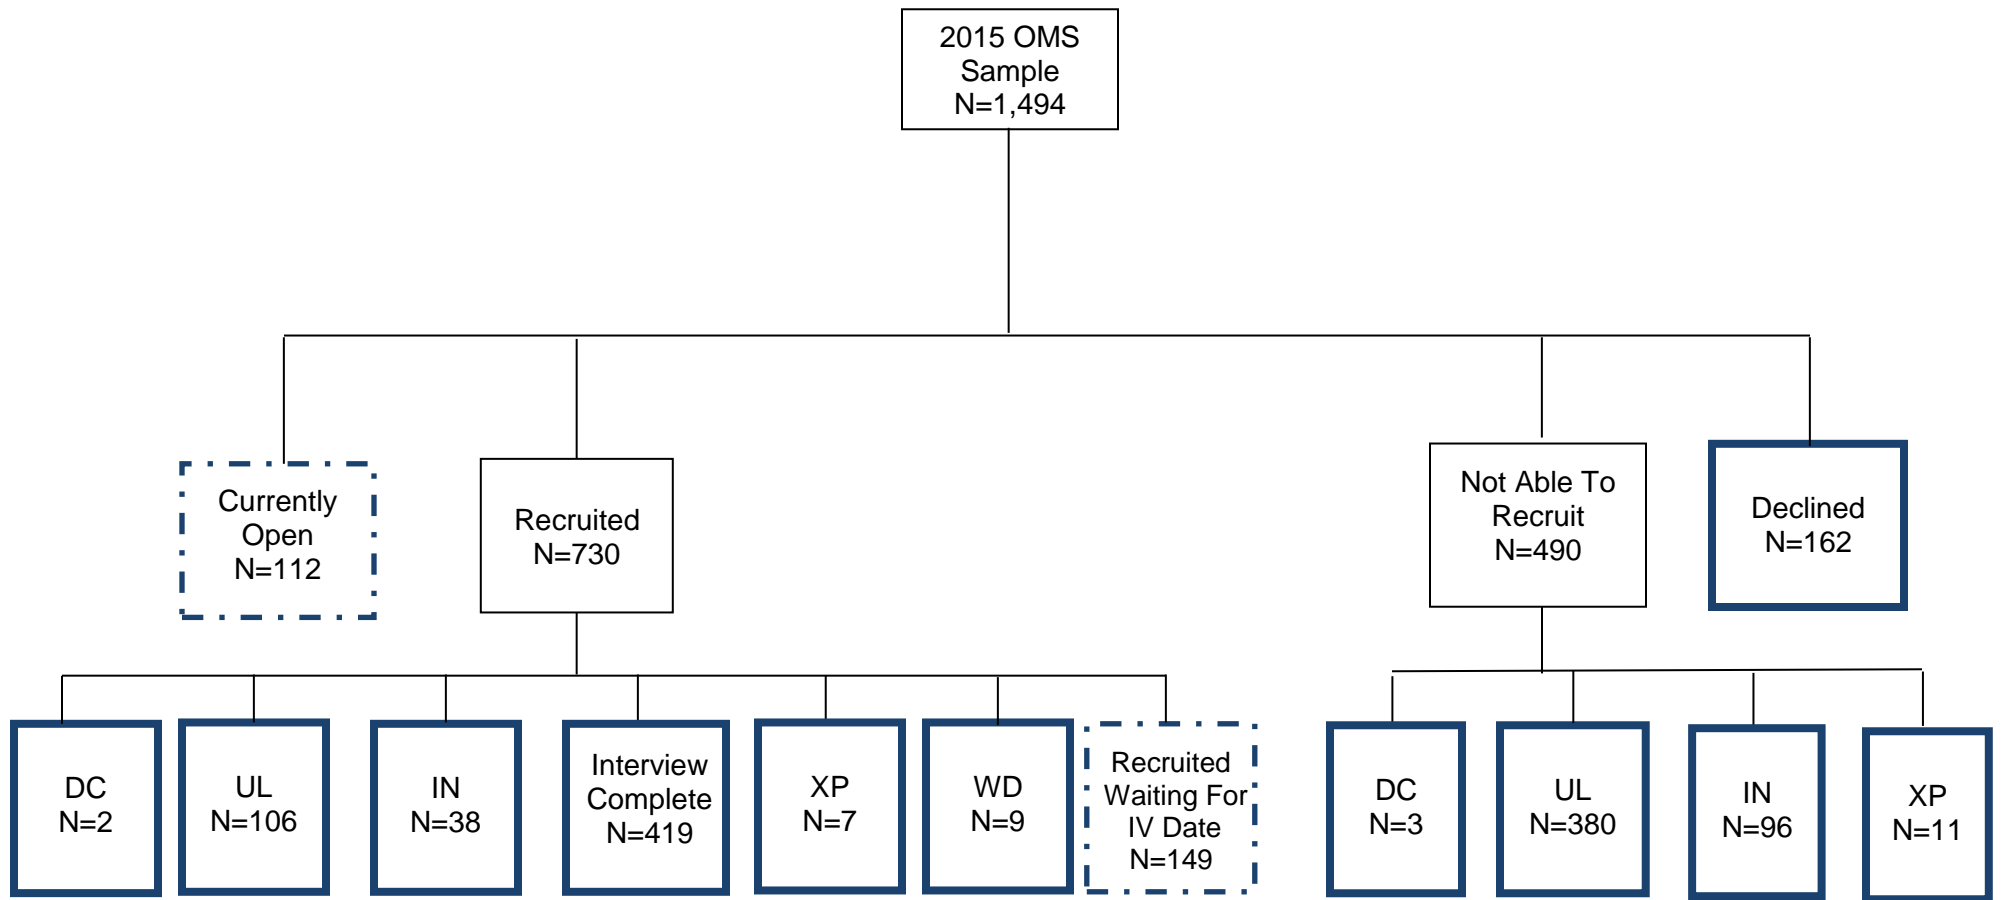 2015 OMS
Sample
N=1,494
Currently
Open
N=112
Recruited
N=730
Not Able To
Recruit
N=490
Declined
N=162
DC
N=2
UL
N=106
IN
N=38
Interview
Complete
N=419
XP
N=7
WD
N=9
Recruited
Waiting For
IV Date
N=149
DC
N=3
UL
N=380
IN
N=96
XP
N=11